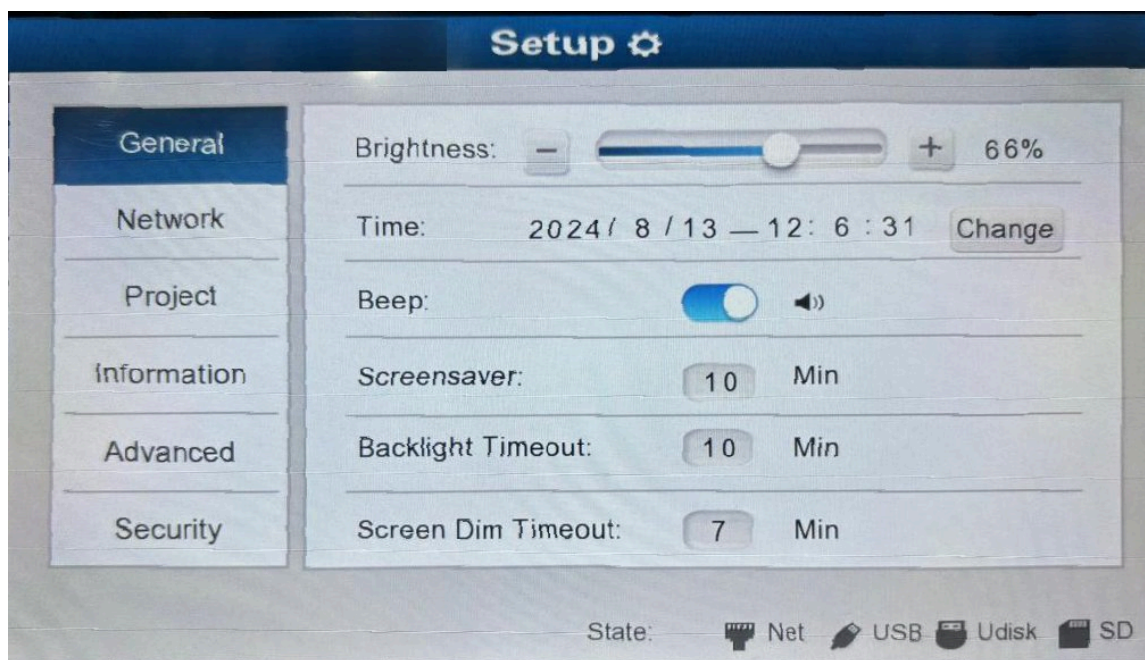 Setup
General
Network
Project
Information
Advanced
Security
Brightness: − + 66%
Time: 2024/ 8 / 13 — 12: 6 : 31 Change
Beep:
Screensaver: 10 Min
Backlight Timeout: 10 Min
Screen Dim Timeout: 7 Min
State: Net USB Udisk SD